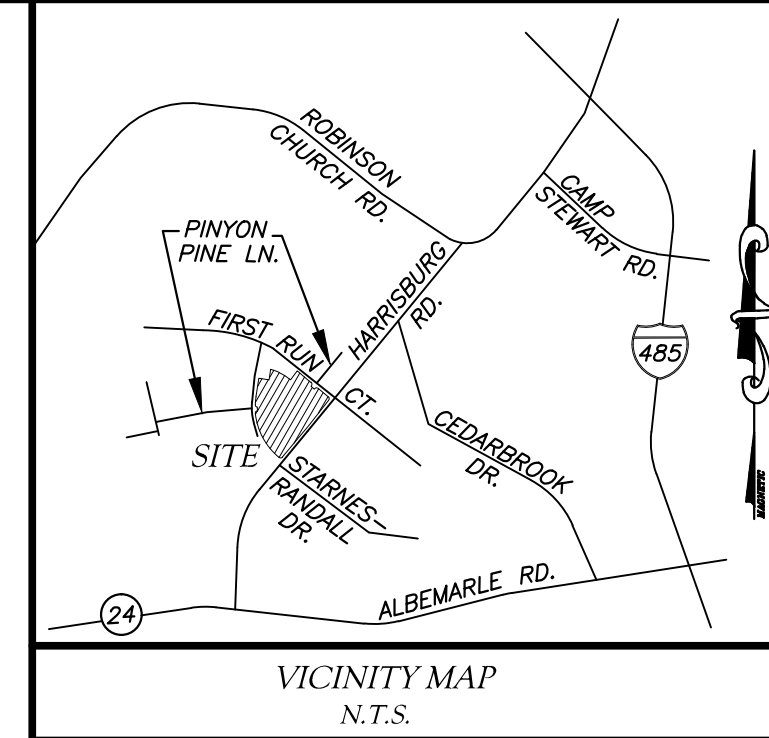 ROBINSON
CHURCH RD.
CAMP
STEWART RD.
PINYON
PINE LN.
HARRISBURG
RD.
FIRST RUN
CT.
485
CEDARBROOK
DR.
SITE
STARNES-
RANDALL
DR.
MAGNETIC
ALBEMARLE RD.
24
VICINITY MAP
N.T.S.